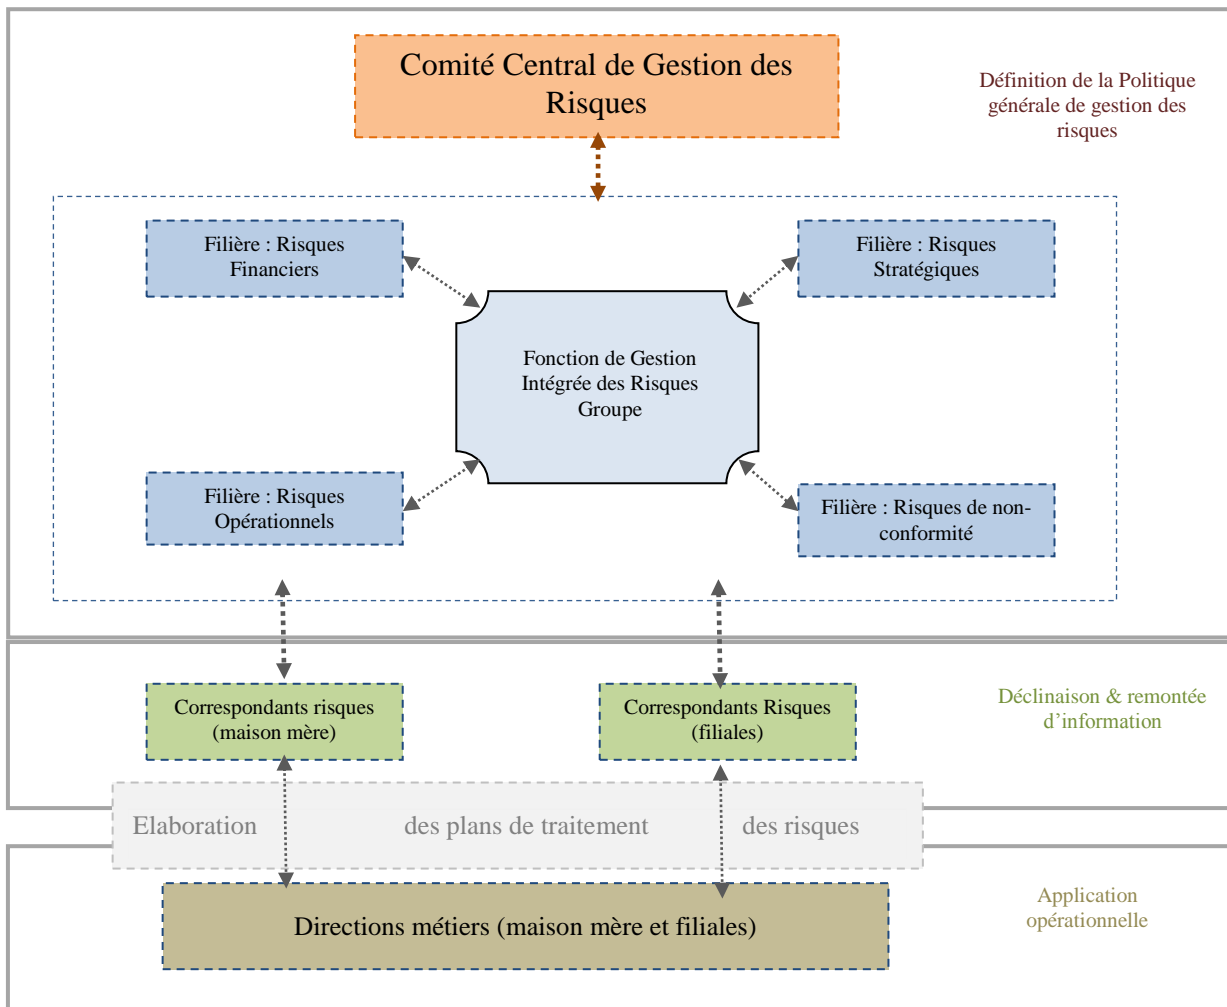 Comité Central de Gestion des
Risques
Définition de la Politique
générale de gestion des
risques
Filière : Risques
Financiers
Filière : Risques
Stratégiques
Fonction de Gestion
Intégrée des Risques
Groupe
Filière : Risques
Opérationnels
Filière : Risques de non-
conformité
Correspondants risques
(maison mère)
Correspondants Risques
(filiales)
Déclinaison & remontée
d’information
Elaboration des plans de traitement des risques
Directions métiers (maison mère et filiales)
Application
opérationnelle